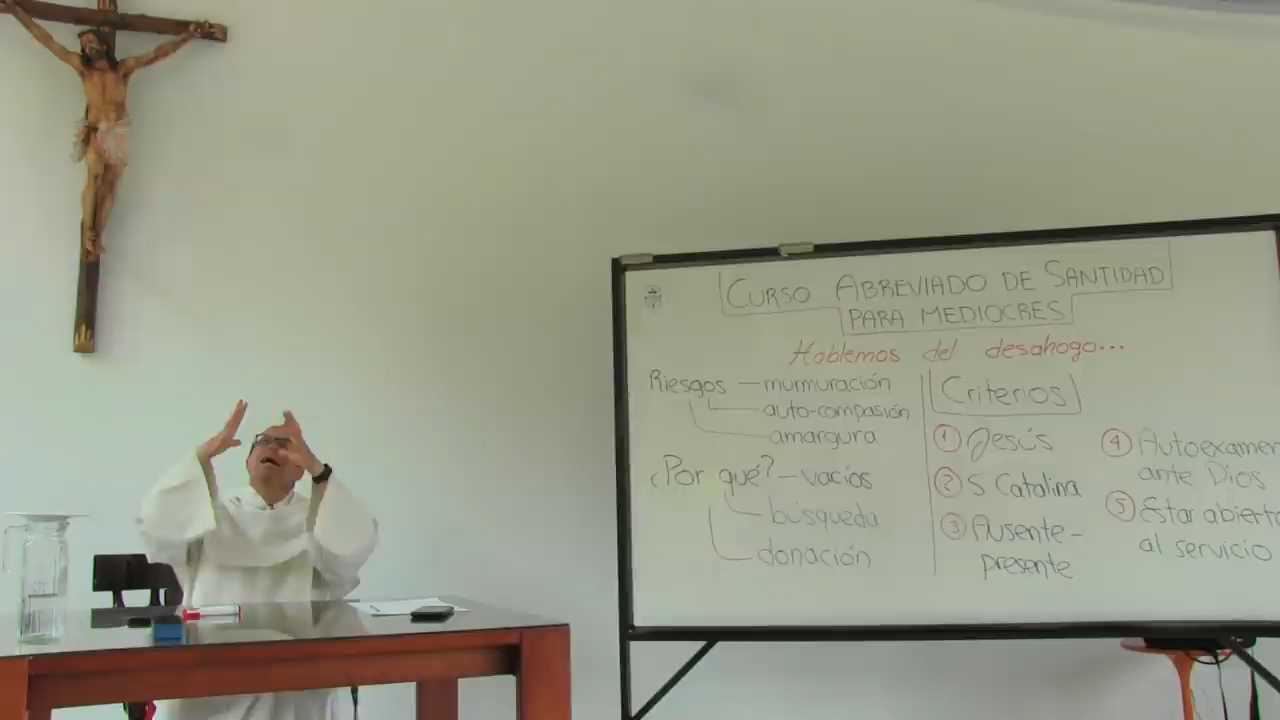 CURSO ABREVIADO DE SANTIDAD
PARA MEDIOCRES
Hablemos del desahogo...
Riesgos — murmuración
auto-compasión
amargura
¿Por qué? — vacíos
búsqueda
donación
Criterios
① Jesús
② S Catalina
③ Ausente-
presente
④ Autoexamen
ante Dios
⑤ Estar abierto
al servicio